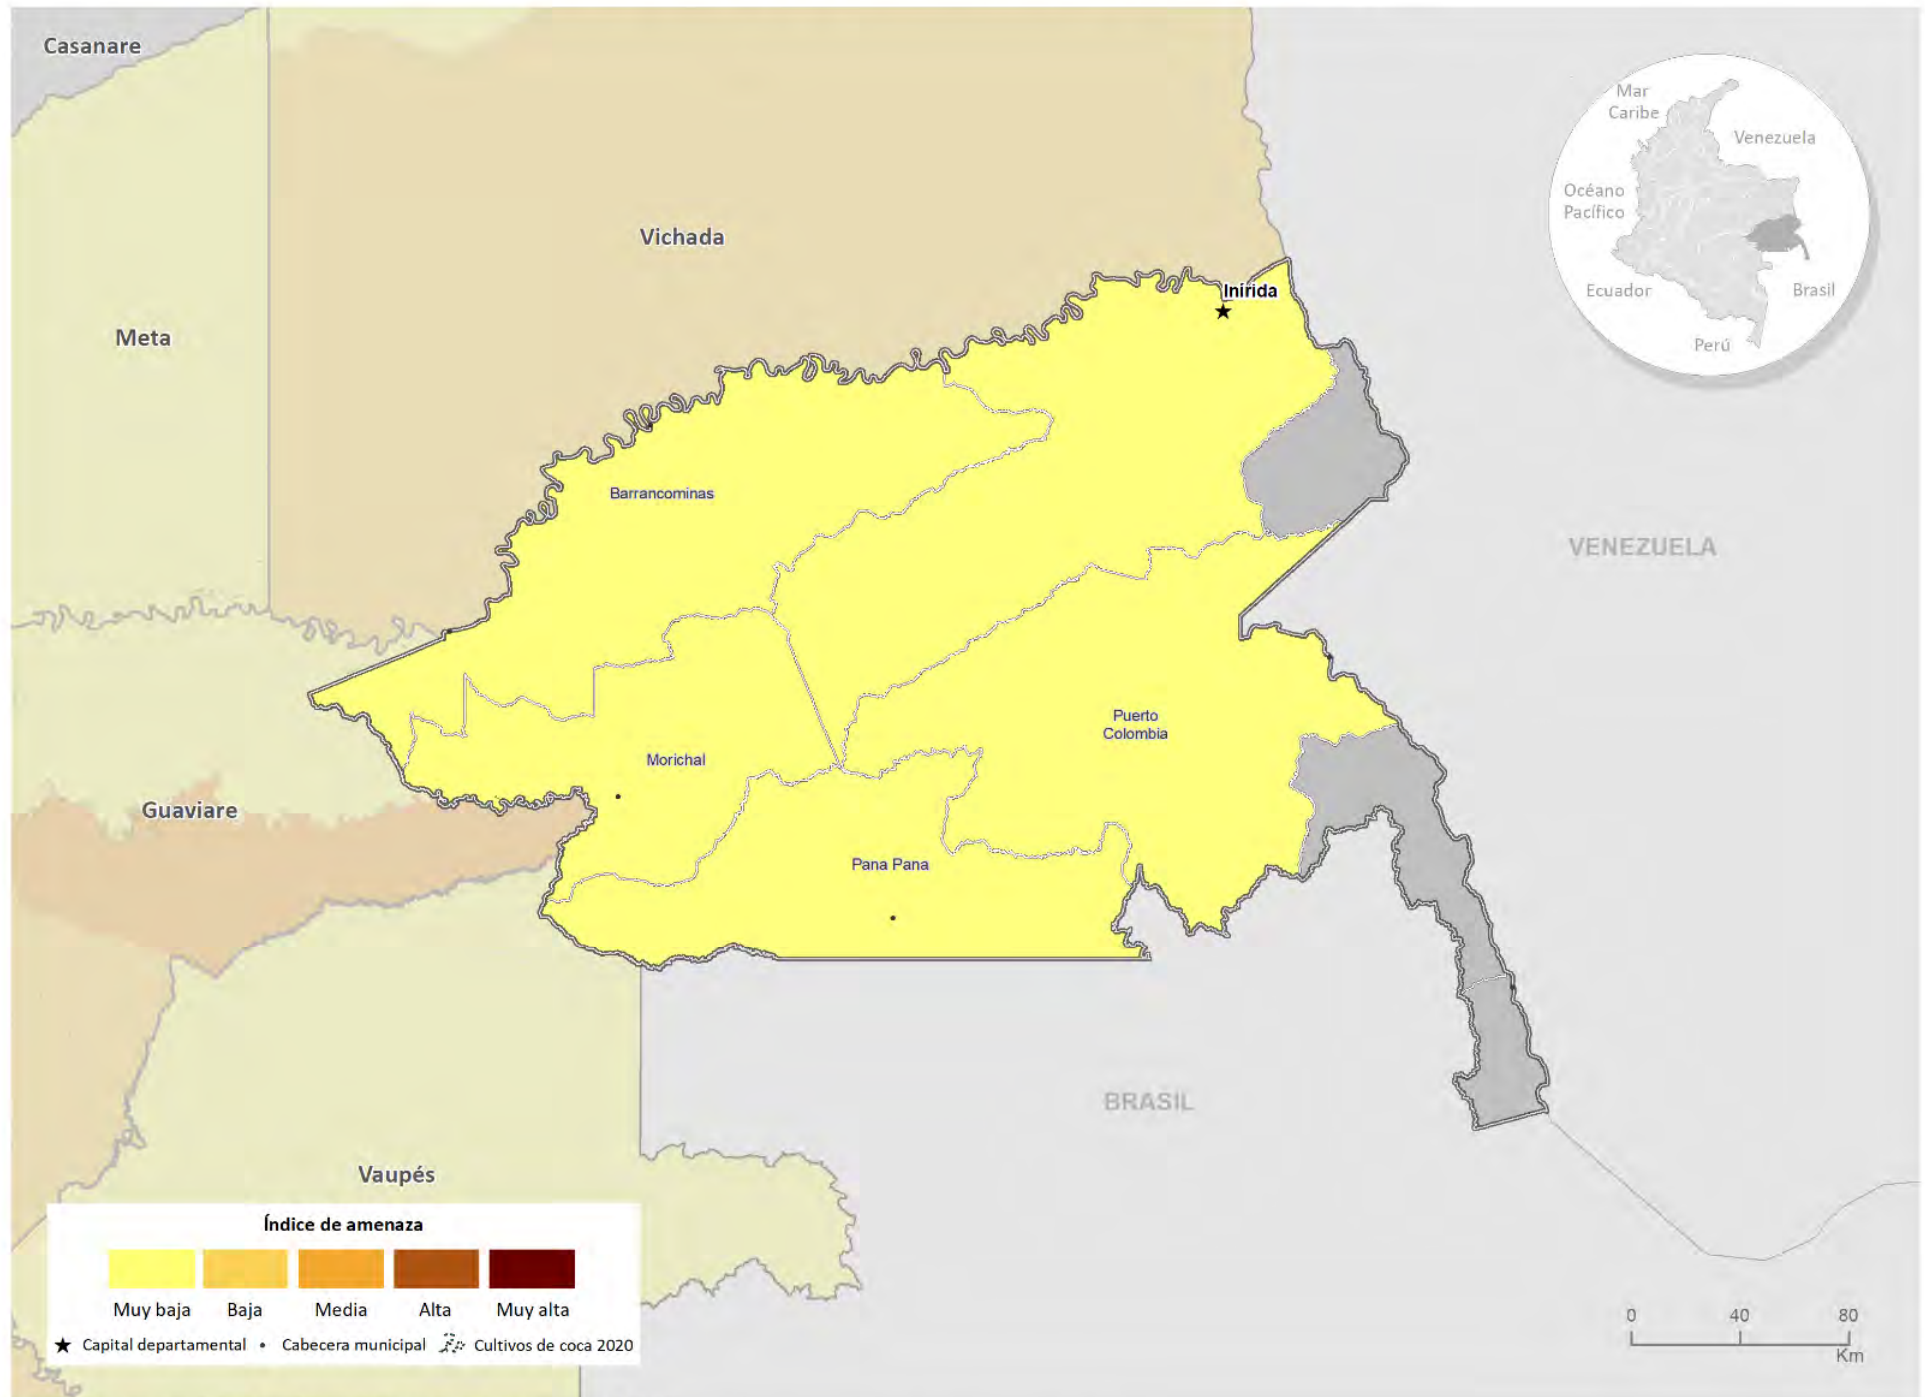 Casanare
Mar
Caribe
Venezuela
Océano
Pacífico
Ecuador
Brasil
Perú
Vichada
Inírida
Meta
Barrancominas
VENEZUELA
Puerto
Colombia
Morichal
Guaviare
Pana Pana
BRASIL
Vaupés
Índice de amenaza
Muy baja Baja Media Alta Muy alta
Capital departamental Cabecera municipal Cultivos de coca 2020
0 40 80
Km